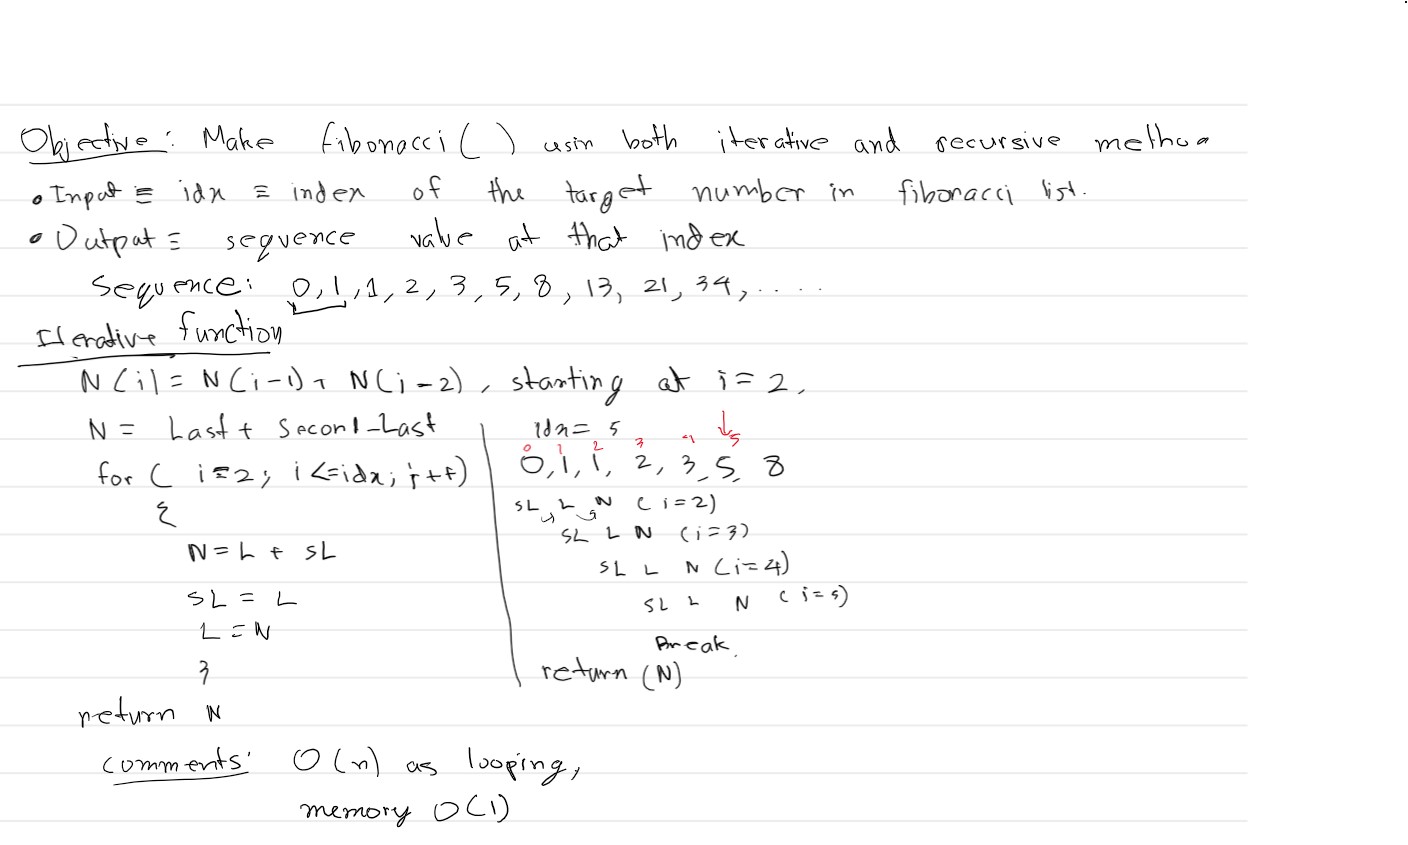 Objective: Make fibonacci( ) usin both iterative and recursive metho
• Input ≡ idx ≡ index of the target number in fibonacci list.
• Output ≡ sequence value at that index
Sequence: 0,1,1,2,3,5,8,13,21,34,....
Iterative function
N(i) = N(i-1) + N(i-2), starting at i=2,
N = Last + Second-Last
for ( i=2; i<=idx; i++)
{
N = L + SL
SL = L
L = N
}
return N
idx = 5
0 1 2 3 4 5
0,1,1,2,3,5,8
SL L N (i=2)
SL L N (i=3)
SL L N (i=4)
SL L N (i=5)
Break.
return (N)
comments: O(n) as looping,
memory O(1)